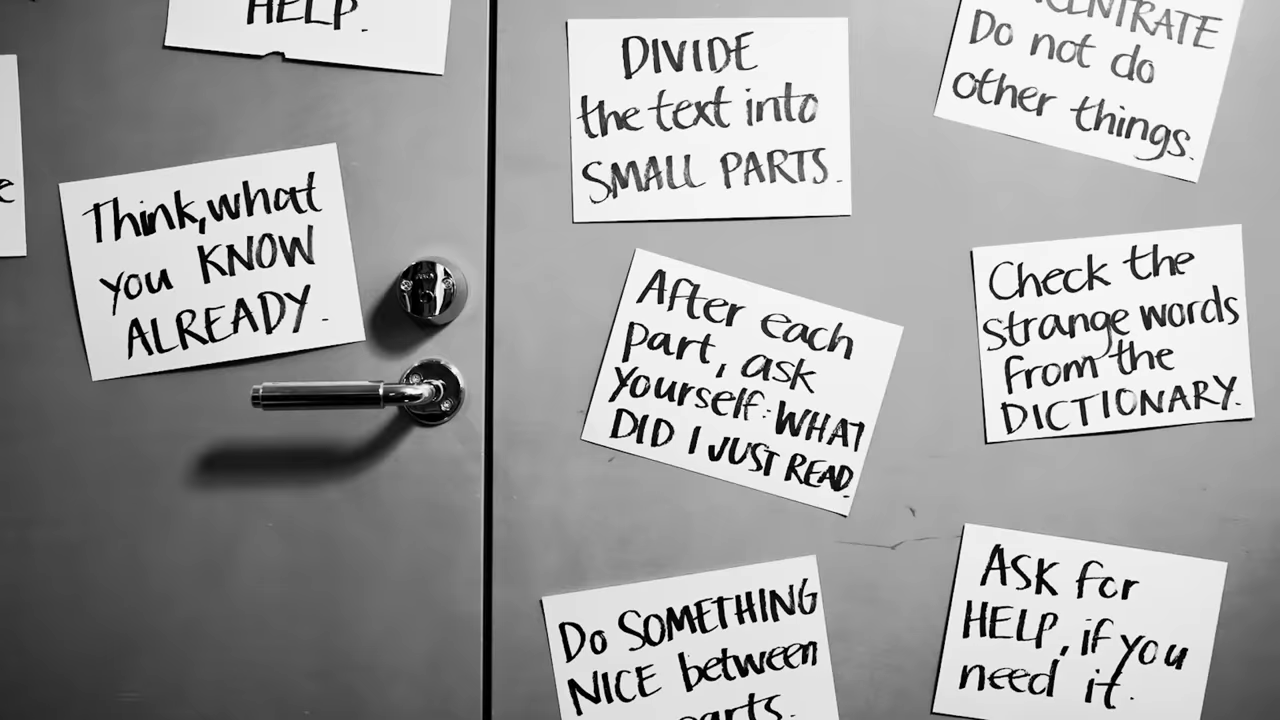 HELP.
Think, what
you KNOW
ALREADY.
DIVIDE
the text into
SMALL PARTS.
After each
part, ask
yourself: WHAT
DID I JUST READ.
Do SOMETHING
NICE between
parts.
Do not do
other things.
Check the
strange words
from the
DICTIONARY.
ASK for
HELP, if you
need it.